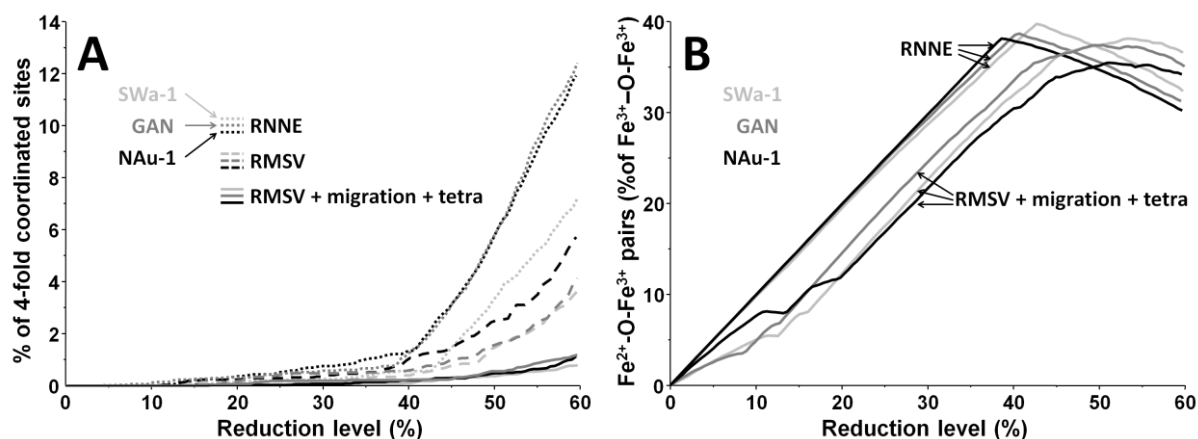 A
% of 4-fold coordinated sites
14
12
10
8
6
4
2
0
SWa-1
GAN
NAu-1
RNNE
RMSV
RMSV + migration + tetra
0 10 20 30 40 50 60
Reduction level (%)
B
Fe²⁺-O-Fe³⁺ pairs (%of Fe³⁺–O-Fe³⁺)
40
30
20
10
0
RNNE
SWa-1
GAN
NAu-1
RMSV + migration + tetra
0 10 20 30 40 50 60
Reduction level (%)